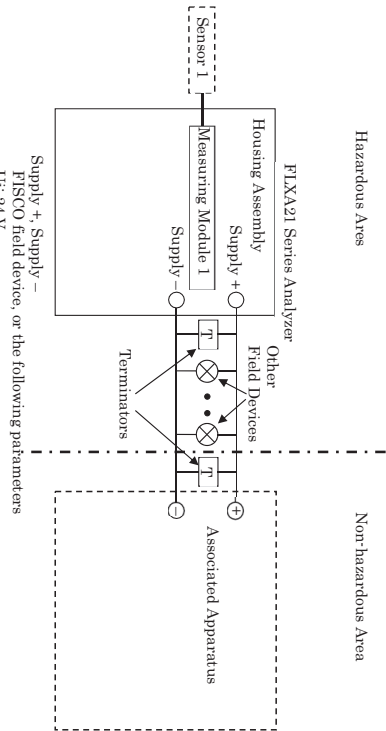 Hazardous Ares
Non-hazardous Area
FLXA21 Series Analyzer
Housing Assembly
Sensor 1
Measuring Module 1
Supply +
Supply −
T
T
Other
Field Devices
Terminators
+
−
Associated Apparatus
Supply +, Supply −
FISCO field device, or the following parameters